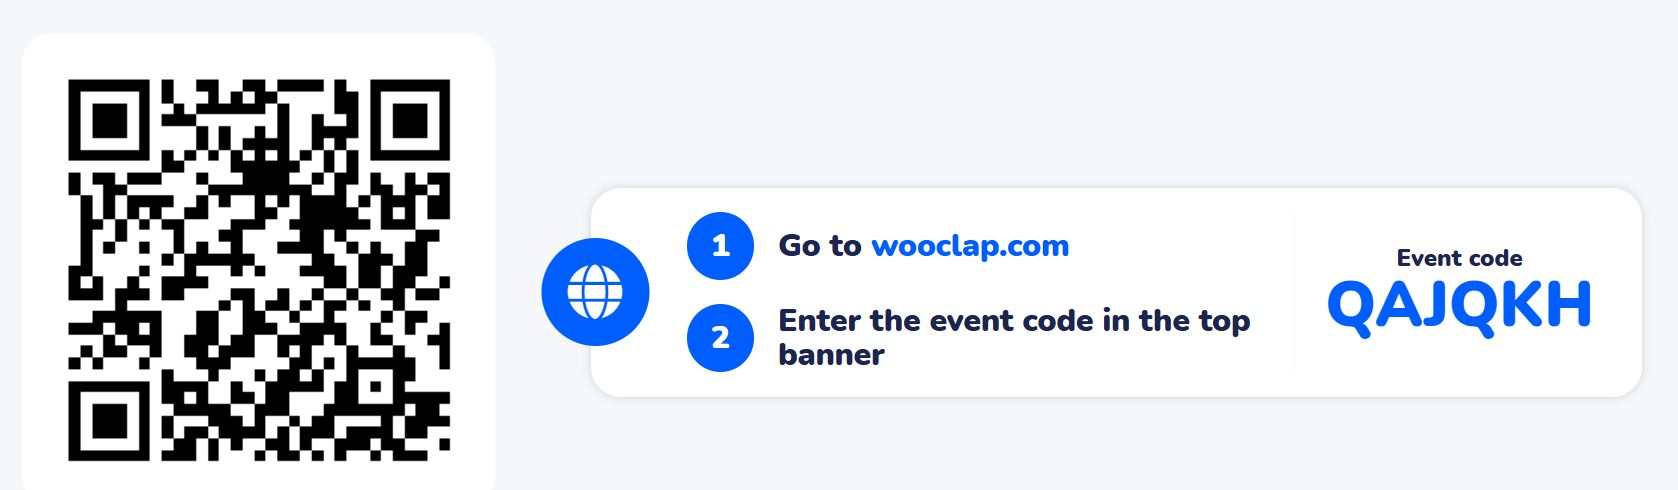 1
Go to wooclap.com
2
Enter the event code in the top
banner
Event code
QAJQKH